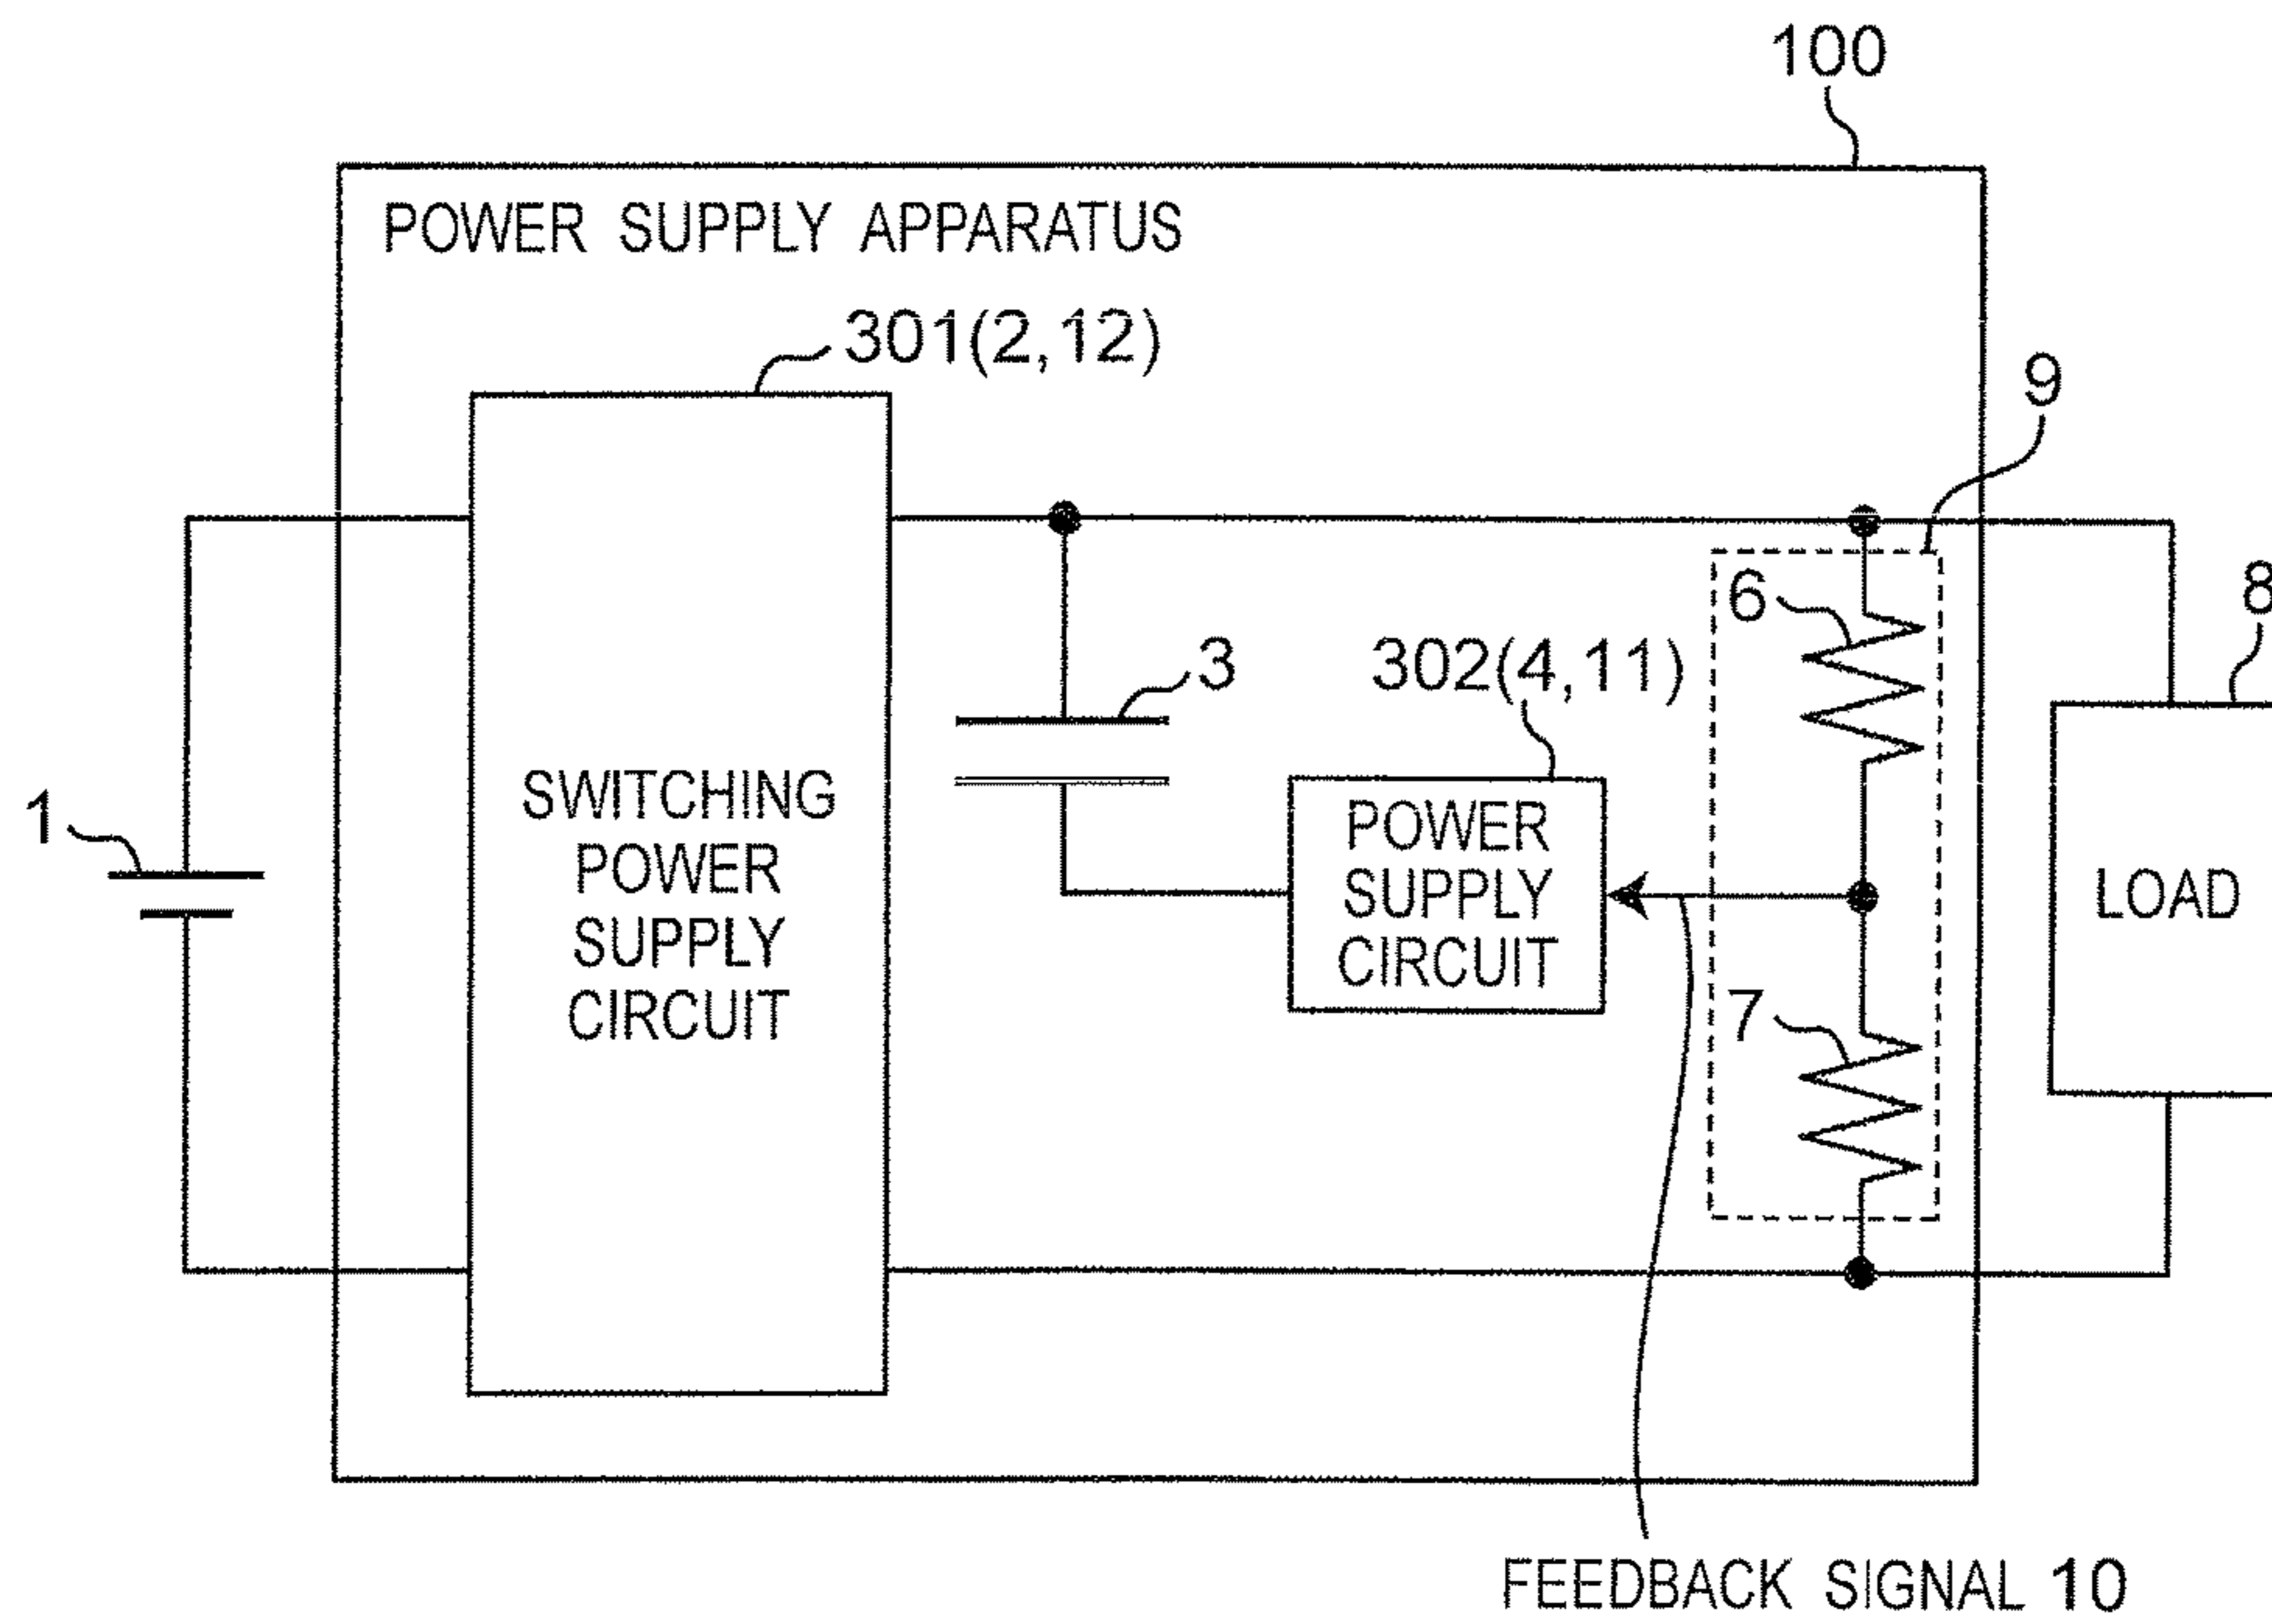 100
POWER SUPPLY APPARATUS
301(2,12)
9
6
8
3
302(4,11)
SWITCHING
POWER
SUPPLY
CIRCUIT
1
POWER
SUPPLY
CIRCUIT
LOAD
7
FEEDBACK SIGNAL 10